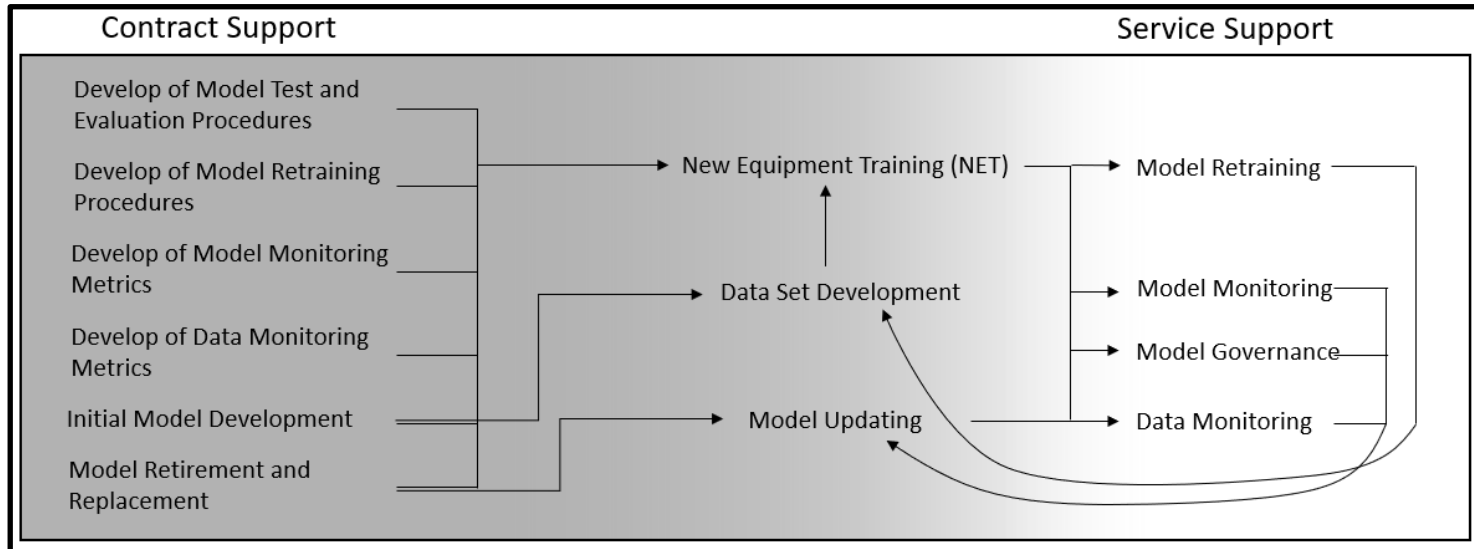 Contract Support
Service Support
Develop of Model Test and
Evaluation Procedures
Develop of Model Retraining
Procedures
Develop of Model Monitoring
Metrics
Develop of Data Monitoring
Metrics
Initial Model Development
Model Retirement and
Replacement
New Equipment Training (NET)
Data Set Development
Model Updating
Model Retraining
Model Monitoring
Model Governance
Data Monitoring